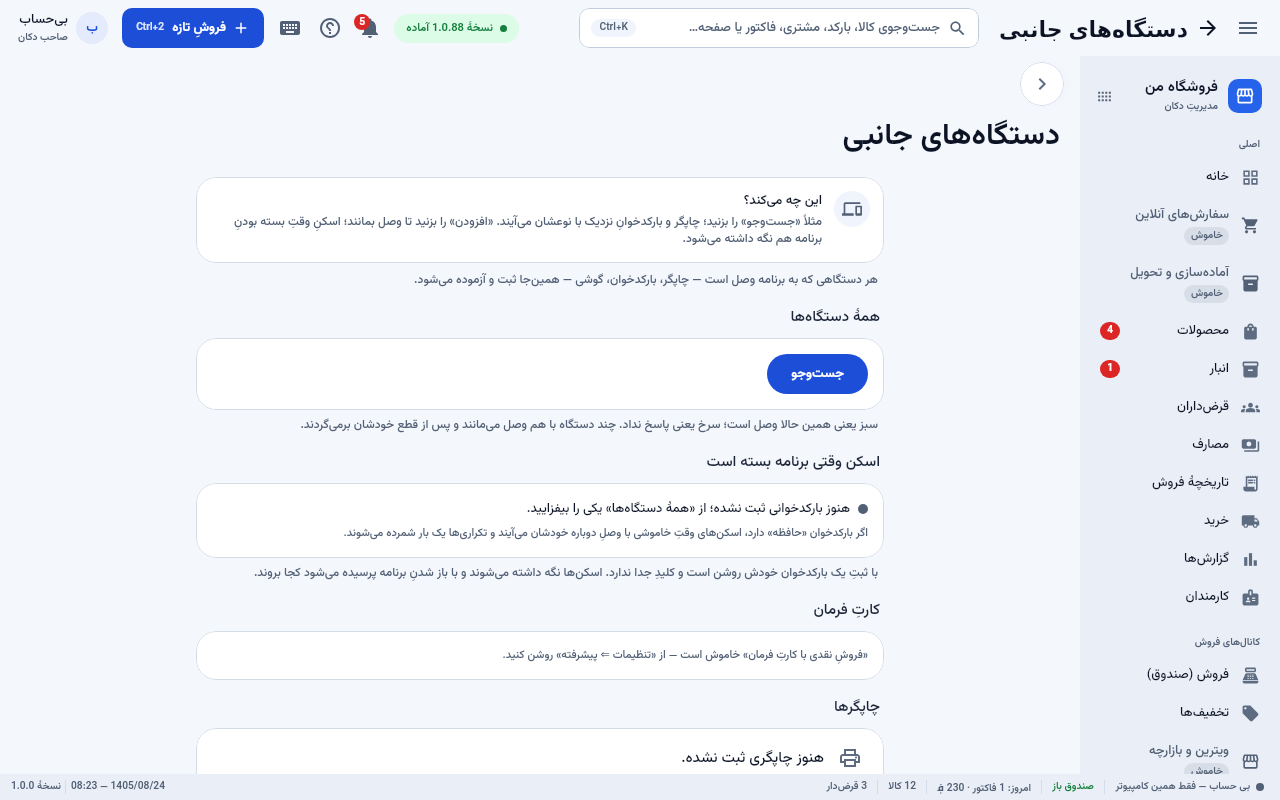 دستگاه‌های جانبی
جست‌وجوی کالا، بارکد، مشتری، فاکتور یا صفحه...
Ctrl+K
نسخهٔ 1.0.88 آماده
5
فروشِ تازه
Ctrl+2
بی‌حساب
صاحب دکان
ب
فروشگاه من
مدیریتِ دکان
اصلی
خانه
سفارش‌های آنلاین
خاموش
آماده‌سازی و تحویل
خاموش
محصولات
4
انبار
1
قرض‌داران
مصارف
تاریخچهٔ فروش
خرید
گزارش‌ها
کارمندان
کانال‌های فروش
فروش (صندوق)
تخفیف‌ها
ویترین و بازارچه
خاموش
دستگاه‌های جانبی
این چه می‌کند؟
مثلاً «جست‌وجو» را بزنید؛ چاپگر و بارکدخوانِ نزدیک با نوعشان می‌آیند. «افزودن» را بزنید تا وصل بمانند؛ اسکنِ وقتِ بسته بودنِ
برنامه هم نگه داشته می‌شود.
هر دستگاهی که به برنامه وصل است — چاپگر، بارکدخوان، گوشی — همین‌جا ثبت و آزموده می‌شود.
همهٔ دستگاه‌ها
جست‌وجو
سبز یعنی همین حالا وصل است؛ سرخ یعنی پاسخ نداد. چند دستگاه با هم وصل می‌مانند و پس از قطع خودشان برمی‌گردند.
اسکن وقتی برنامه بسته است
هنوز بارکدخوانی ثبت نشده؛ از «همهٔ دستگاه‌ها» یکی را بیفزایید.
اگر بارکدخوان «حافظه» دارد، اسکن‌های وقتِ خاموشی با وصلِ دوباره خودشان می‌آیند و تکراری‌ها یک بار شمرده می‌شوند.
با ثبتِ یک بارکدخوان خودش روشن است و کلیدِ جدا ندارد. اسکن‌ها نگه داشته می‌شوند و با باز شدنِ برنامه پرسیده می‌شود کجا بروند.
کارتِ فرمان
«فروشِ نقدی با کارتِ فرمان» خاموش است — از «تنظیمات ⇐ پیشرفته» روشن کنید.
چاپگرها
هنوز چاپگری ثبت نشده.
بی حساب — فقط همین کامپیوتر
صندوق باز
امروز: 1 فاکتور · 230 ؋
12 کالا
3 قرض‌دار
1405/08/24 — 08:23
نسخهٔ 1.0.0